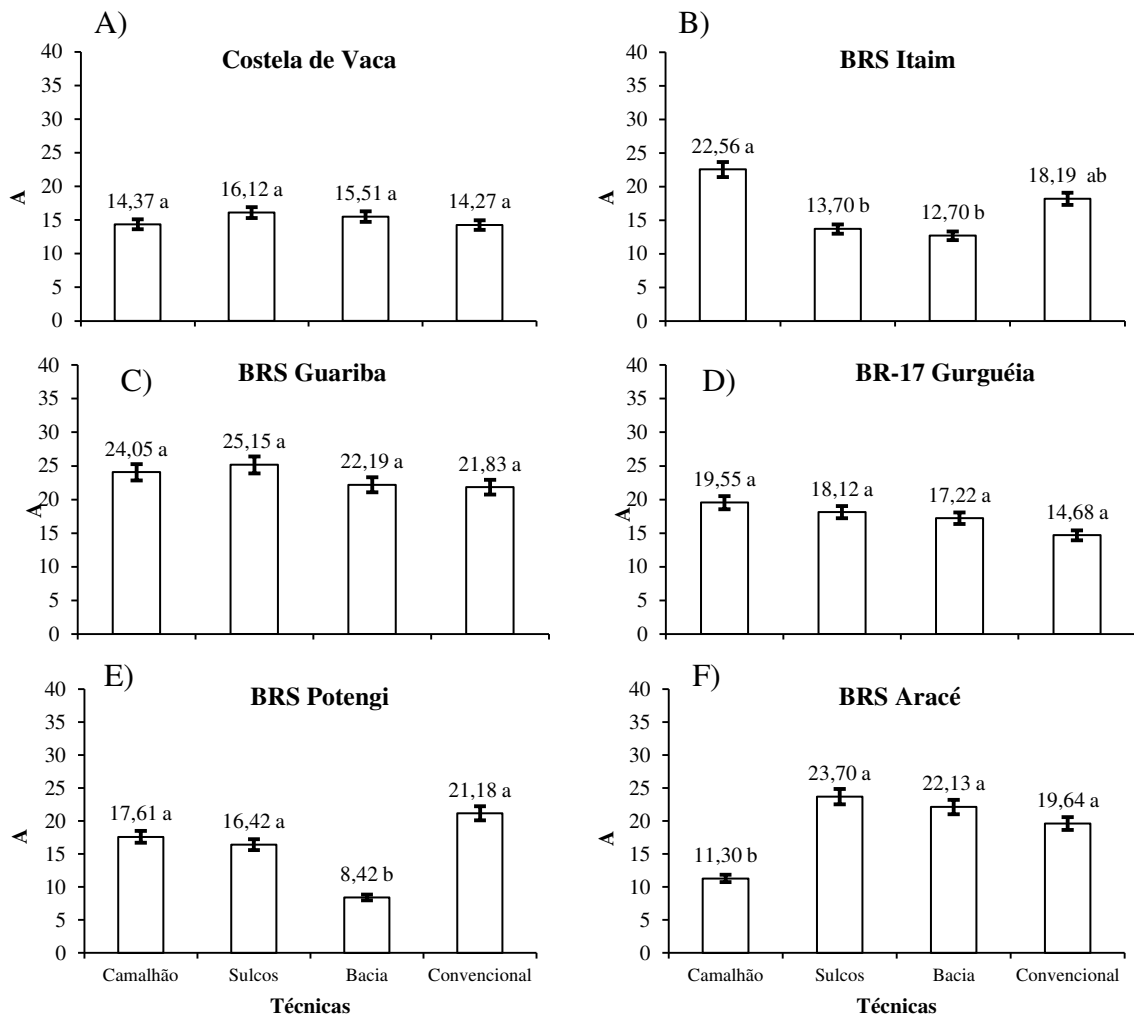 A)
Costela de Vaca
40
35
30
25
20
15
10
5
0
A
14,37 a
16,12 a
15,51 a
14,27 a
B)
BRS Itaim
40
35
30
25
20
15
10
5
0
A
22,56 a
13,70 b
12,70 b
18,19 ab
C)
BRS Guariba
40
35
30
25
20
15
10
5
0
A
24,05 a
25,15 a
22,19 a
21,83 a
D)
BR-17 Gurguéia
40
35
30
25
20
15
10
5
0
A
19,55 a
18,12 a
17,22 a
14,68 a
E)
BRS Potengi
40
35
30
25
20
15
10
5
0
A
17,61 a
16,42 a
8,42 b
21,18 a
Camalhão Sulcos Bacia Convencional
Técnicas
F)
BRS Aracé
40
35
30
25
20
15
10
5
0
A
11,30 b
23,70 a
22,13 a
19,64 a
Camalhão Sulcos Bacia Convencional
Técnicas